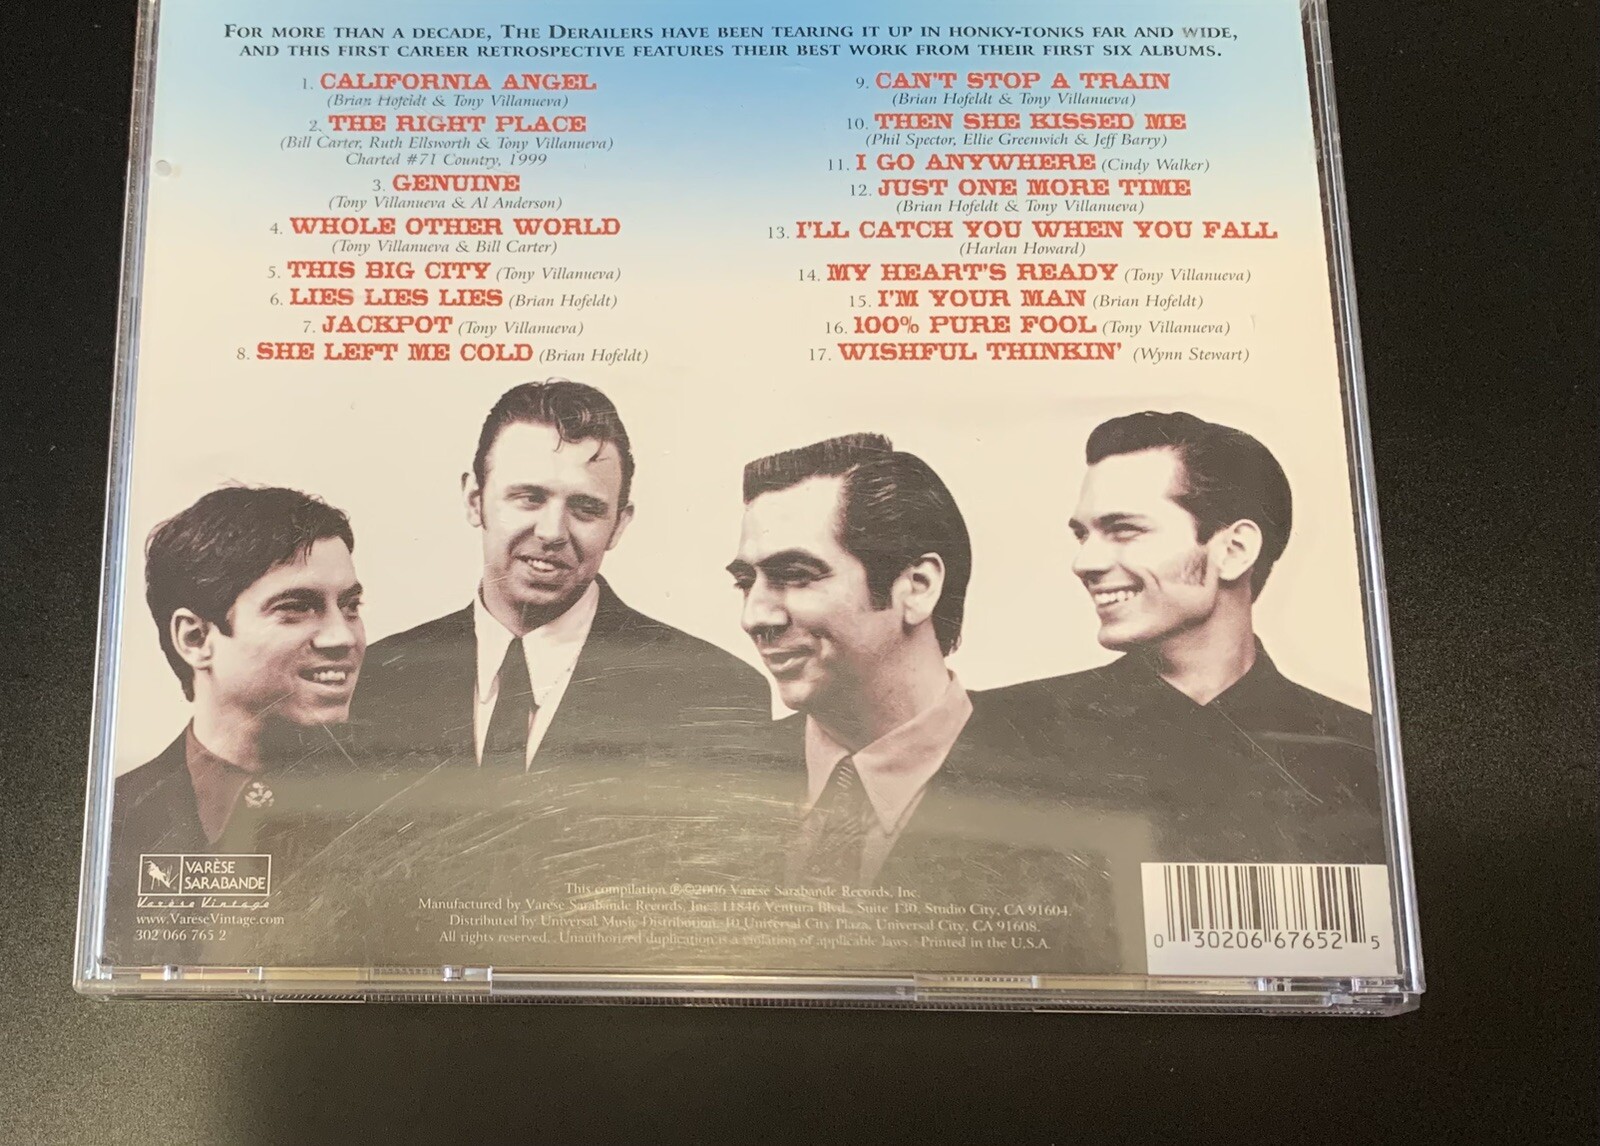 FOR MORE THAN A DECADE, THE DERAILERS HAVE BEEN TEARING IT UP IN HONKY-TONKS FAR AND WIDE,
AND THIS FIRST CAREER RETROSPECTIVE FEATURES THEIR BEST WORK FROM THEIR FIRST SIX ALBUMS.
1. CALIFORNIA ANGEL
(Brian Hofeldt & Tony Villanueva)
2. THE RIGHT PLACE
(Bill Carter, Ruth Ellsworth & Tony Villanueva)
Charted #71 Country, 1999
3. GENUINE
(Tony Villanueva & Al Anderson)
4. WHOLE OTHER WORLD
(Tony Villanueva & Bill Carter)
5. THIS BIG CITY (Tony Villanueva)
6. LIES LIES LIES (Brian Hofeldt)
7. JACKPOT (Tony Villanueva)
8. SHE LEFT ME COLD (Brian Hofeldt)
9. CAN'T STOP A TRAIN
(Brian Hofeldt & Tony Villanueva)
10. THEN SHE KISSED ME
(Phil Spector, Ellie Greenwich & Jeff Barry)
11. I GO ANYWHERE (Cindy Walker)
12. JUST ONE MORE TIME
(Brian Hofeldt & Tony Villanueva)
13. I'LL CATCH YOU WHEN YOU FALL
(Harlan Howard)
14. MY HEART'S READY (Tony Villanueva)
15. I'M YOUR MAN (Brian Hofeldt)
16. 100% PURE FOOL (Tony Villanueva)
17. WISHFUL THINKIN' (Wynn Stewart)
VARÈSE
SARABANDE
Varèse Vintage
www.VareseVintage.com
302 066 765 2
This compilation ℗©2006 Varèse Sarabande Records, Inc.
Manufactured by Varèse Sarabande Records, Inc., 11846 Ventura Blvd., Suite 130, Studio City, CA 91604.
Distributed by Universal Music Distribution, 10 Universal City Plaza, Universal City, CA 91608.
All rights reserved. Unauthorized duplication is a violation of applicable laws. Printed in the U.S.A.
0 30206 67652 5